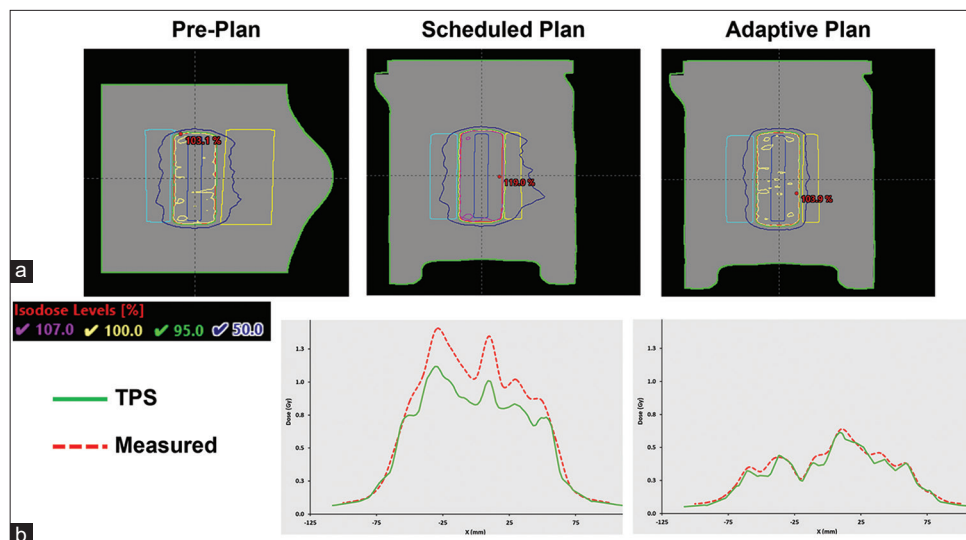 Pre-Plan Scheduled Plan Adaptive Plan
103.1 %
119.0 %
103.9 %
a
Isodose Levels [%]
✔ 107.0 ✔ 100.0 ✔ 95.0 ✔ 50.0
TPS
Measured
b
Dose (Gy)
1.3
1.0
0.8
0.5
0.3
0.0
-125 -75 -25 25 75
X (mm)
Dose (Gy)
1.3
1.0
0.8
0.5
0.3
0.0
-125 -75 -25 25 75
X (mm)